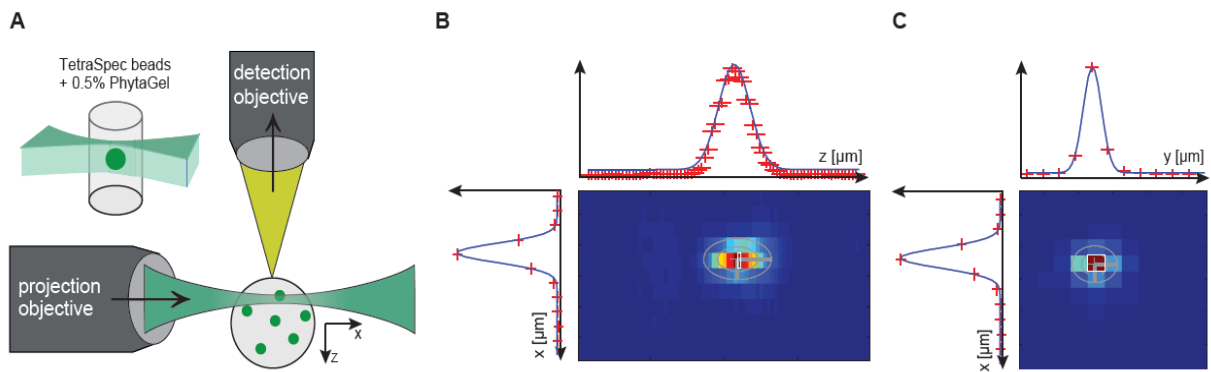 A
TetraSpec beads
+ 0.5% PhytaGel
detection
objective
projection
objective
x
z
B
z [µm]
x [µm]
C
y [µm]
x [µm]